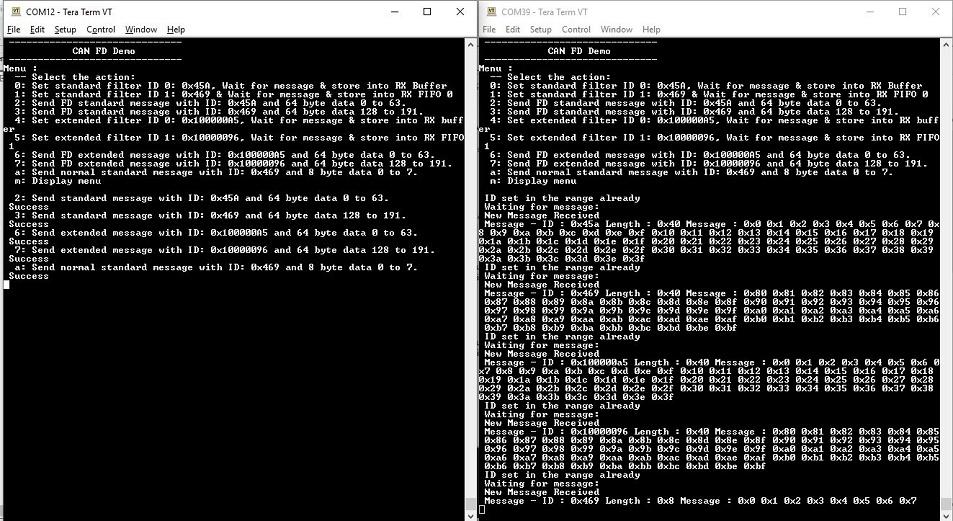 COM12 - Tera Term VT
File Edit Setup Control Window Help
------------------------------
CAN FD Demo
------------------------------
Menu :
-- Select the action:
0: Set standard filter ID 0: 0x45A, Wait for message & store into RX Buffer
1: Set standard filter ID 1: 0x469 & Wait for message & store into RX FIFO 0
2: Send FD standard message with ID: 0x45A and 64 byte data 0 to 63.
3: Send FD standard message with ID: 0x469 and 64 byte data 128 to 191.
4: Set extended filter ID 0: 0x100000A5, Wait for message & store into RX buff
er
5: Set extended filter ID 1: 0x10000096, Wait for message & store into RX FIFO
1
6: Send FD extended message with ID: 0x100000A5 and 64 byte data 0 to 63.
7: Send FD extended message with ID: 0x10000096 and 64 byte data 128 to 191.
a: Send normal standard message with ID: 0x469 and 8 byte data 0 to 7.
m: Display menu
2: Send standard message with ID: 0x45A and 64 byte data 0 to 63.
Success
3: Send standard message with ID: 0x469 and 64 byte data 128 to 191.
Success
6: Send extended message with ID: 0x100000A5 and 64 byte data 0 to 63.
Success
7: Send extended message with ID: 0x10000096 and 64 byte data 128 to 191.
Success
a: Send normal standard message with ID: 0x469 and 8 byte data 0 to 7.
Success
COM39 - Tera Term VT
File Edit Setup Control Window Help
------------------------------
CAN FD Demo
------------------------------
Menu :
-- Select the action:
0: Set standard filter ID 0: 0x45A, Wait for message & store into RX Buffer
1: Set standard filter ID 1: 0x469 & Wait for message & store into RX FIFO 0
2: Send FD standard message with ID: 0x45A and 64 byte data 0 to 63.
3: Send FD standard message with ID: 0x469 and 64 byte data 128 to 191.
4: Set extended filter ID 0: 0x100000A5, Wait for message & store into RX buff
er
5: Set extended filter ID 1: 0x10000096, Wait for message & store into RX FIFO
1
6: Send FD extended message with ID: 0x100000A5 and 64 byte data 0 to 63.
7: Send FD extended message with ID: 0x10000096 and 64 byte data 128 to 191.
a: Send normal standard message with ID: 0x469 and 8 byte data 0 to 7.
m: Display menu
ID set in the range already
Waiting for message:
New Message Received
Message - ID : 0x45a Length : 0x40 Message : 0x0 0x1 0x2 0x3 0x4 0x5 0x6 0x7 0x
8 0x9 0xa 0xb 0xc 0xd 0xe 0xf 0x10 0x11 0x12 0x13 0x14 0x15 0x16 0x17 0x18 0x19
0x1a 0x1b 0x1c 0x1d 0x1e 0x1f 0x20 0x21 0x22 0x23 0x24 0x25 0x26 0x27 0x28 0x29
0x2a 0x2b 0x2c 0x2d 0x2e 0x2f 0x30 0x31 0x32 0x33 0x34 0x35 0x36 0x37 0x38 0x39
0x3a 0x3b 0x3c 0x3d 0x3e 0x3f
ID set in the range already
Waiting for message:
New Message Received
Message - ID : 0x469 Length : 0x40 Message : 0x80 0x81 0x82 0x83 0x84 0x85 0x86
0x87 0x88 0x89 0x8a 0x8b 0x8c 0x8d 0x8e 0x8f 0x90 0x91 0x92 0x93 0x94 0x95 0x96
0x97 0x98 0x99 0x9a 0x9b 0x9c 0x9d 0x9e 0x9f 0xa0 0xa1 0xa2 0xa3 0xa4 0xa5 0xa6
0xa7 0xa8 0xa9 0xaa 0xab 0xac 0xad 0xae 0xaf 0xb0 0xb1 0xb2 0xb3 0xb4 0xb5 0xb6
0xb7 0xb8 0xb9 0xba 0xbb 0xbc 0xbd 0xbe 0xbf
ID set in the range already
Waiting for message:
New Message Received
Message - ID : 0x100000a5 Length : 0x40 Message : 0x0 0x1 0x2 0x3 0x4 0x5 0x6 0
x7 0x8 0x9 0xa 0xb 0xc 0xd 0xe 0xf 0x10 0x11 0x12 0x13 0x14 0x15 0x16 0x17 0x18
0x19 0x1a 0x1b 0x1c 0x1d 0x1e 0x1f 0x20 0x21 0x22 0x23 0x24 0x25 0x26 0x27 0x28
0x29 0x2a 0x2b 0x2c 0x2d 0x2e 0x2f 0x30 0x31 0x32 0x33 0x34 0x35 0x36 0x37 0x38
0x39 0x3a 0x3b 0x3c 0x3d 0x3e 0x3f
ID set in the range already
Waiting for message:
New Message Received
Message - ID : 0x10000096 Length : 0x40 Message : 0x80 0x81 0x82 0x83 0x84 0x85
0x86 0x87 0x88 0x89 0x8a 0x8b 0x8c 0x8d 0x8e 0x8f 0x90 0x91 0x92 0x93 0x94 0x95
0x96 0x97 0x98 0x99 0x9a 0x9b 0x9c 0x9d 0x9e 0x9f 0xa0 0xa1 0xa2 0xa3 0xa4 0xa5
0xa6 0xa7 0xa8 0xa9 0xaa 0xab 0xac 0xad 0xae 0xaf 0xb0 0xb1 0xb2 0xb3 0xb4 0xb5
0xb6 0xb7 0xb8 0xb9 0xba 0xbb 0xbc 0xbd 0xbe 0xbf
ID set in the range already
Waiting for message:
New Message Received
Message - ID : 0x469 Length : 0x8 Message : 0x0 0x1 0x2 0x3 0x4 0x5 0x6 0x7